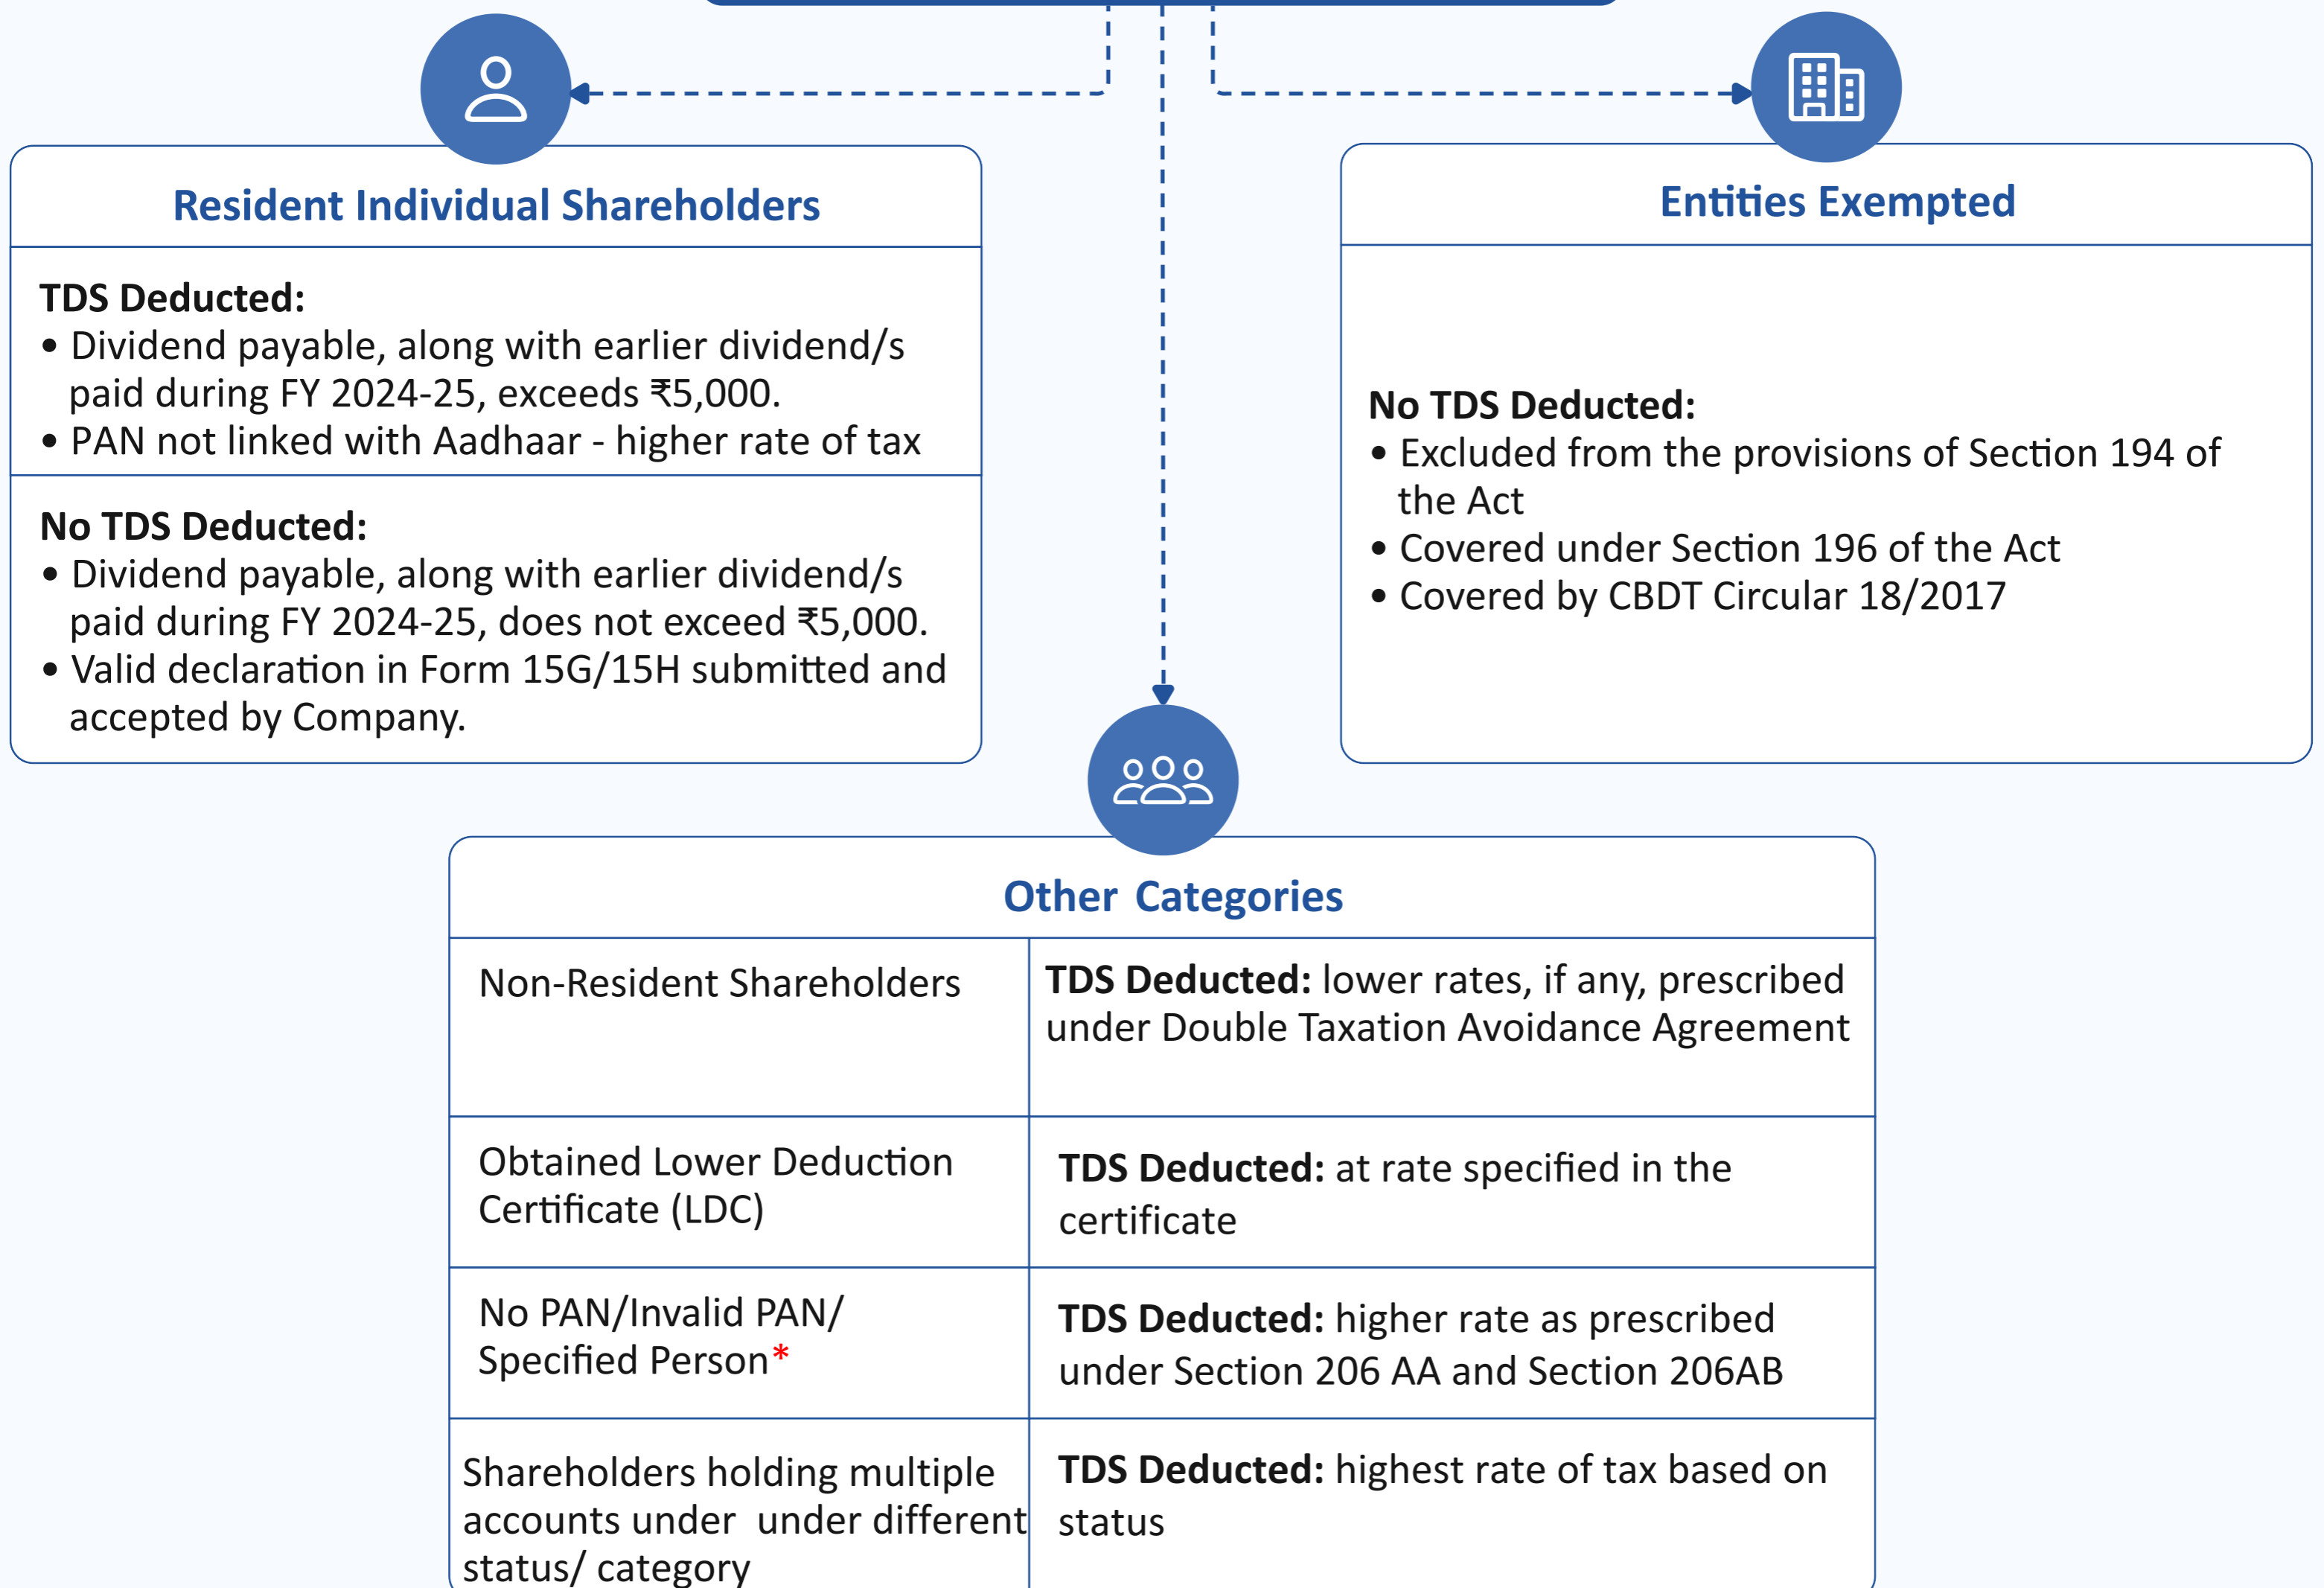 Resident Individual Shareholders
TDS Deducted:
• Dividend payable, along with earlier dividend/s
paid during FY 2024-25, exceeds ₹5,000.
• PAN not linked with Aadhaar - higher rate of tax
No TDS Deducted:
• Dividend payable, along with earlier dividend/s
paid during FY 2024-25, does not exceed ₹5,000.
• Valid declaration in Form 15G/15H submitted and
accepted by Company.
Entities Exempted
No TDS Deducted:
• Excluded from the provisions of Section 194 of
the Act
• Covered under Section 196 of the Act
• Covered by CBDT Circular 18/2017
Other Categories
Non-Resident Shareholders
TDS Deducted: lower rates, if any, prescribed
under Double Taxation Avoidance Agreement
Obtained Lower Deduction
Certificate (LDC)
TDS Deducted: at rate specified in the
certificate
No PAN/Invalid PAN/
Specified Person*
TDS Deducted: higher rate as prescribed
under Section 206 AA and Section 206AB
Shareholders holding multiple
accounts under under different
status/ category
TDS Deducted: highest rate of tax based on
status